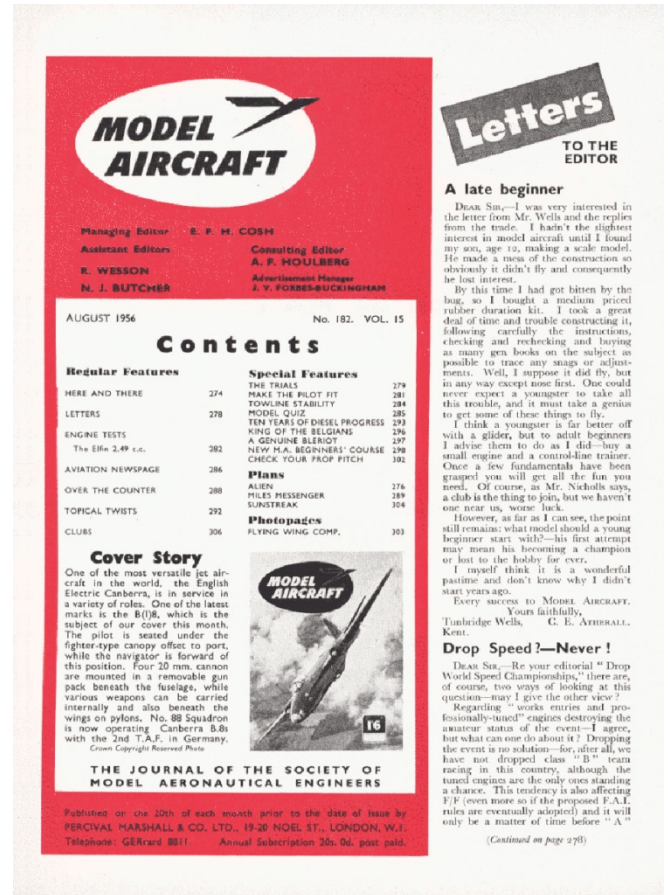 MODEL
AIRCRAFT
Managing Editor E. F. H. COSH
Assistant Editors
R. WESSON
N. J. BUTCHER
Consulting Editor
A. F. HOULBERG
Advertisement Manager
J. V. FORBES-BUCKINGHAM
AUGUST 1956 No. 182. VOL. 15
Contents
Regular Features
HERE AND THERE 274
LETTERS 278
ENGINE TESTS
The Elfin 2.49 c.c. 282
AVIATION NEWSPAGE 286
OVER THE COUNTER 288
TOPICAL TWISTS 292
CLUBS 306
Special Features
THE TRIALS 279
MAKE THE PILOT FIT 281
TOWLINE STABILITY 284
MODEL QUIZ 285
TEN YEARS OF DIESEL PROGRESS 293
KING OF THE BELGIANS 296
A GENUINE BLERIOT 297
NEW M.A. BEGINNERS' COURSE 298
CHECK YOUR PROP PITCH 302
Plans
ALIEN 276
MILES MESSENGER 289
SUNSTREAK 304
Photopages
FLYING WING COMP. 303
Cover Story
One of the most versatile jet air-
craft in the world, the English
Electric Canberra, is in service in
a variety of roles. One of the latest
marks is the B(I)8, which is the
subject of our cover this month.
The pilot is seated under the
fighter-type canopy offset to port,
while the navigator is forward of
this position. Four 20 mm. cannon
are mounted in a removable gun
pack beneath the fuselage, while
various weapons can be carried
internally and also beneath the
wings on pylons. No. 88 Squadron
is now operating Canberra B.8s
with the 2nd T.A.F. in Germany.
Crown Copyright Reserved Photo
MODEL
AIRCRAFT
1/6
THE JOURNAL OF THE SOCIETY OF
MODEL AERONAUTICAL ENGINEERS
Published on the 20th of each month prior to the date of issue by
PERCIVAL MARSHALL & CO. LTD., 19-20 NOEL ST., LONDON, W.1.
Telephone: GERrard 8811 Annual Subscription 20s. 0d. post paid.
Letters
TO THE
EDITOR
A late beginner
DEAR SIR,—I was very interested in
the letter from Mr. Wells and the replies
from the trade. I hadn't the slightest
interest in model aircraft until I found
my son, age 12, making a scale model.
He made a mess of the construction so
obviously it didn't fly and consequently
he lost interest.
By this time I had got bitten by the
bug, so I bought a medium priced
rubber duration kit. I took a great
deal of time and trouble constructing it,
following carefully the instructions,
checking and rechecking and buying
as many gen books on the subject as
possible to trace any snags or adjust-
ments. Well, I suppose it did fly, but
in any way except nose first. One could
never expect a youngster to take all
this trouble, and it must take a genius
to get some of these things to fly.
I think a youngster is far better off
with a glider, but to adult beginners
I advise them to do as I did—buy a
small engine and a control-line trainer.
Once a few fundamentals have been
grasped you will get all the fun you
need. Of course, as Mr. Nicholls says,
a club is the thing to join, but we haven't
one near us, worse luck.
However, as far as I can see, the point
still remains: what model should a young
beginner start with?—his first attempt
may mean his becoming a champion
or lost to the hobby for ever.
I myself think it is a wonderful
pastime and don't know why I didn't
start years ago.
Every success to MODEL AIRCRAFT.
Yours faithfully,
Tunbridge Wells, G. E. ATHERALL.
Kent.
Drop Speed?—Never!
DEAR SIR,—Re your editorial "Drop
World Speed Championships," there are,
of course, two ways of looking at this
question—may I give the other view?
Regarding "works entries and pro-
fessionally-tuned" engines destroying the
amateur status of the event—I agree,
but what can one do about it? Dropping
the event is no solution—for, after all, we
have not dropped class "B" team
racing in this country, although the
tuned engines are the only ones standing
a chance. This tendency is also affecting
F/F (even more so if the proposed F.A.I.
rules are eventually adopted) and it will
only be a matter of time before "A"
(Continued on page 278)